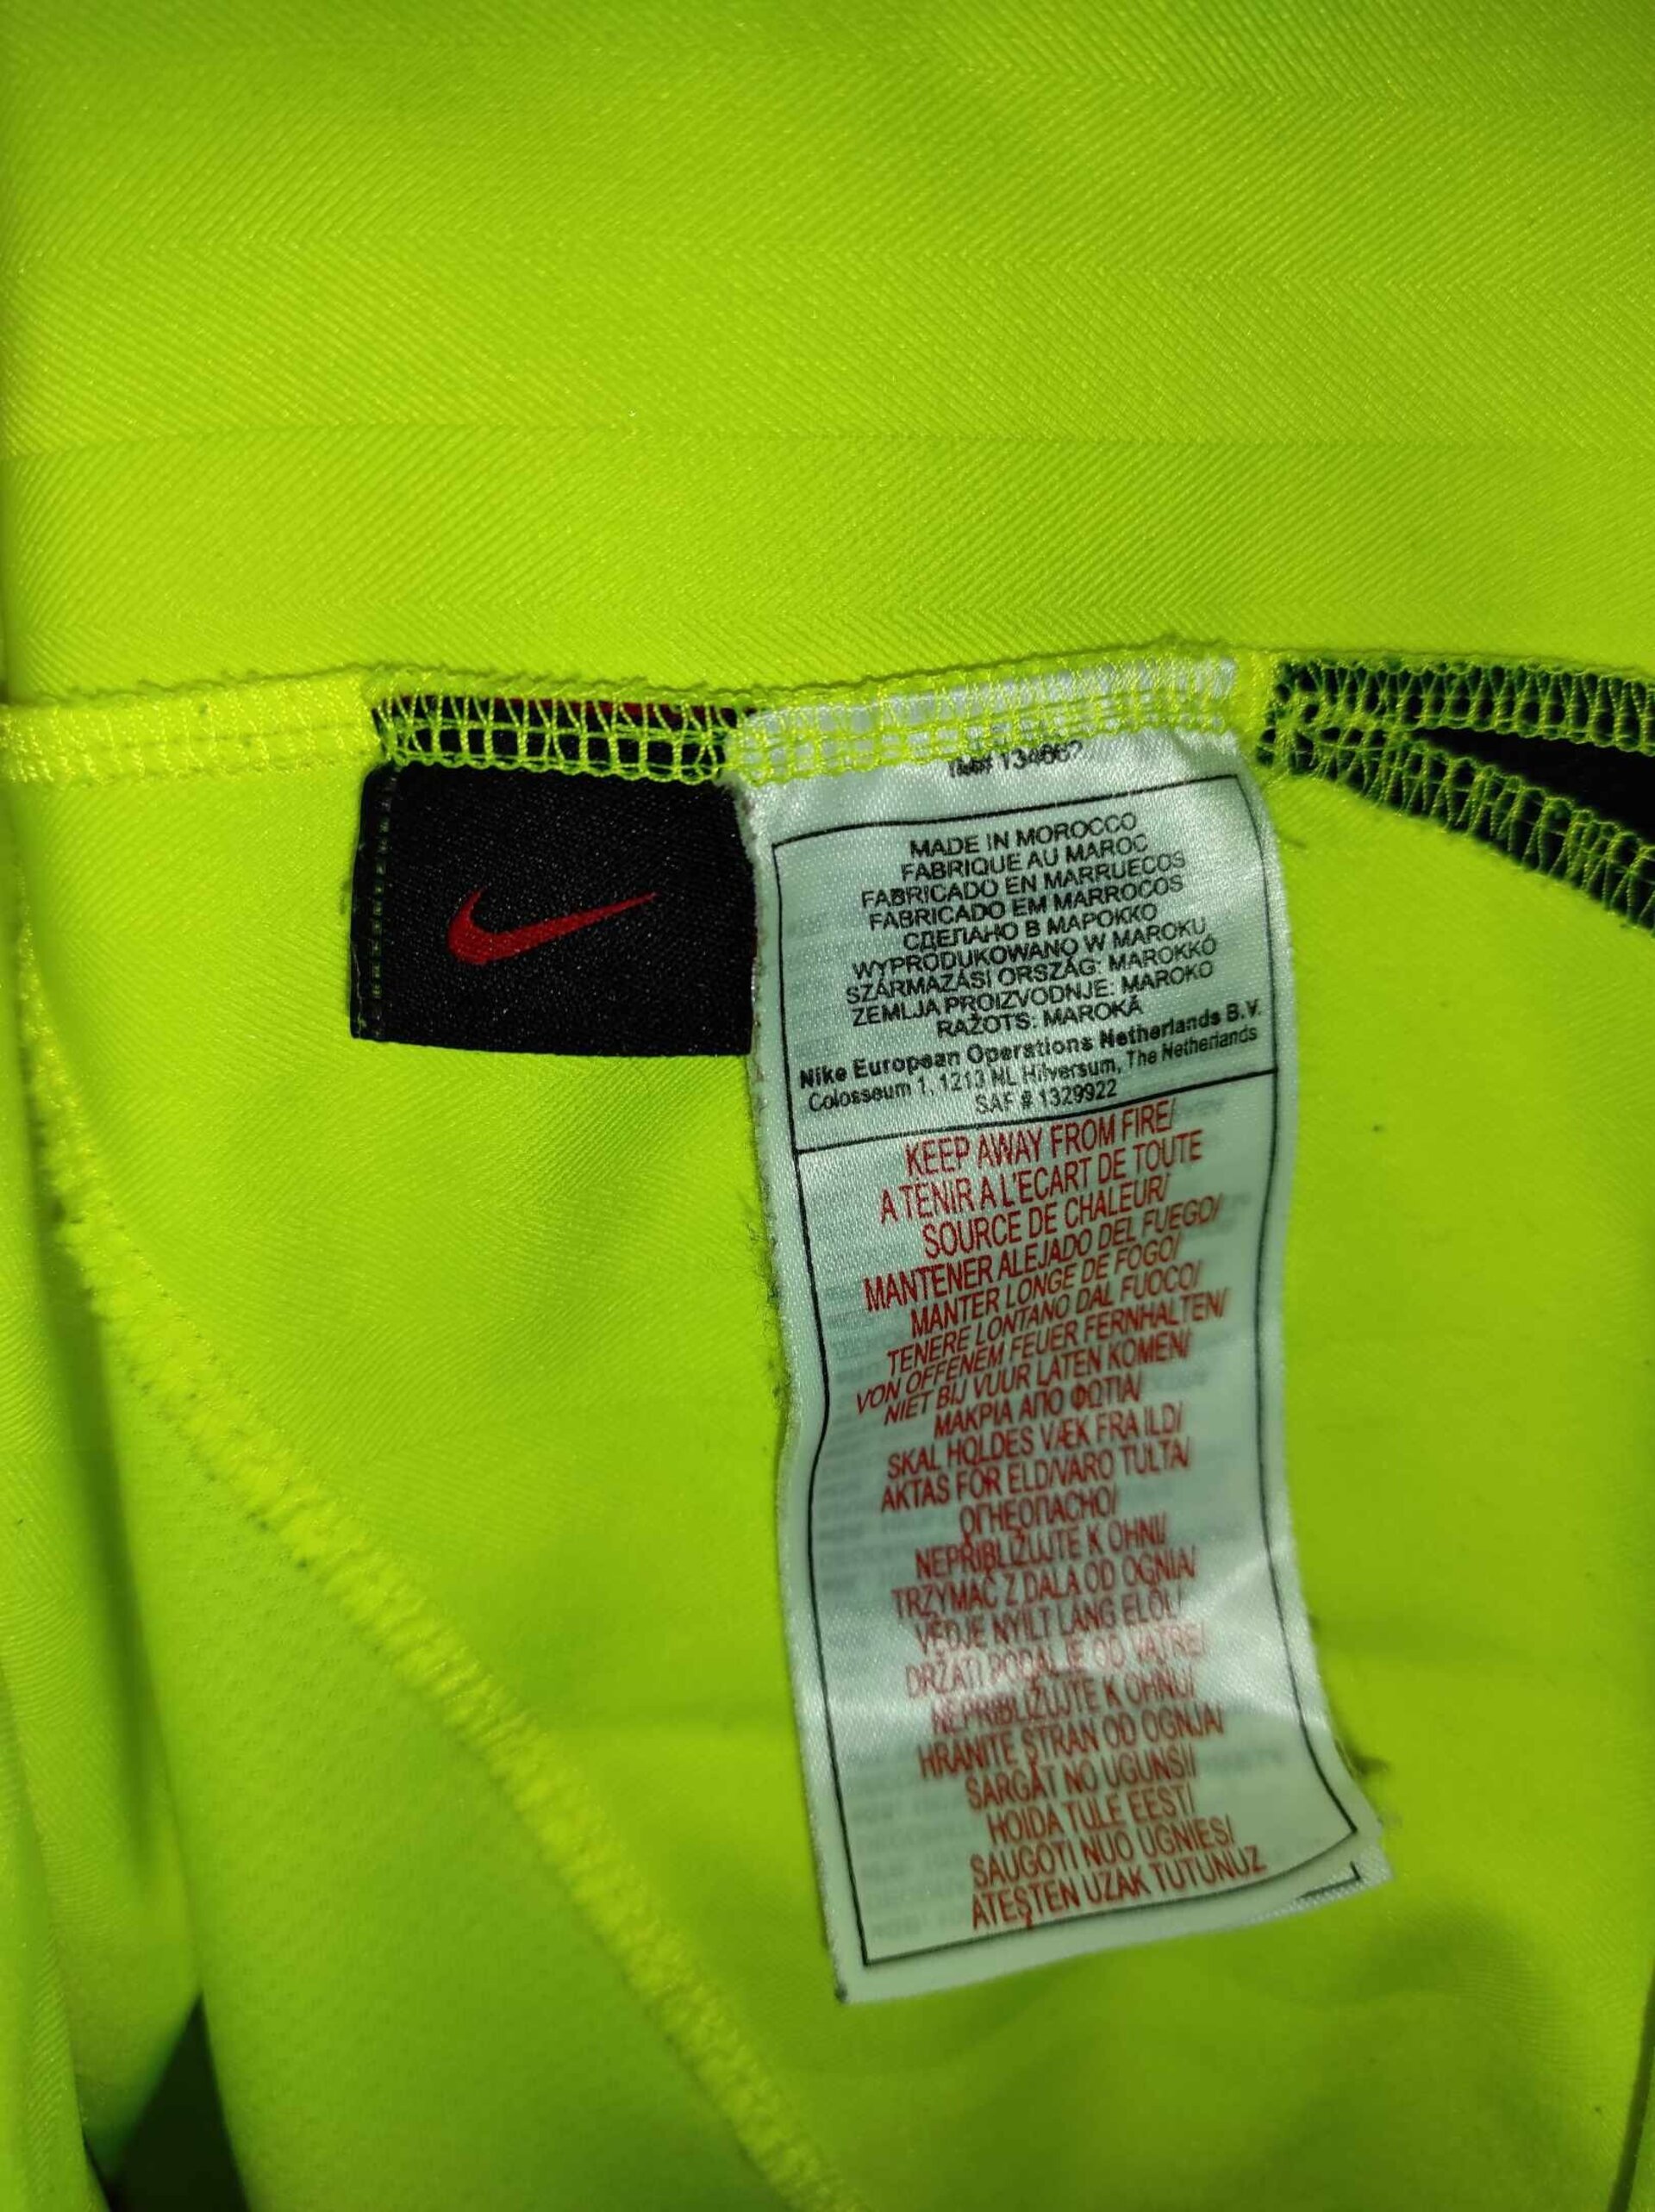 MADE IN MOROCCO
FABRIQUE AU MAROC
FABRICADO EN MARRUECOS
FABRICADO EM MARROCOS
СДЕЛАНО В МАРОККО
WYPRODUKOWANO W MAROKU
SZÁRMAZÁSI ORSZÁG: MAROKKÓ
ZEMLJA PROIZVODNJE: MAROKO
RAŽOTS: MAROKĀ
Nike European Operations Netherlands B.V.
Colosseum 1, 1213 NL Hilversum, The Netherlands
SAF # 1329922
KEEP AWAY FROM FIRE/
A TENIR A L'ECART DE TOUTE
SOURCE DE CHALEUR/
MANTENER ALEJADO DEL FUEGO/
MANTER LONGE DE FOGO/
TENERE LONTANO DAL FUOCO/
VON OFFENEM FEUER FERNHALTEN/
NIET BIJ VUUR LATEN KOMEN/
ΜΑΚΡΙΑ ΑΠΟ ΦΩΤΙΑ/
SKAL HOLDES VÆK FRA ILD/
AKTAS FÖR ELD/VARO TULTA/
ОГНЕОПАСНО/
NEPŘIBLIŽUJTE K OHNI/
TRZYMAĆ Z DALA OD OGNIA/
VÉDJE NYÍLT LÁNG ELŐL/
DRŽATI PODALJE OD VATRE/
NEPRIBLIŽUJTE K OHŇU/
HRANITE STRAN OD OGNJA/
SARGĀT NO UGUNS/
HOIDA TULE EEST/
SAUGOTI NUO UGNIES/
ATEŞTEN UZAK TUTUNUZ